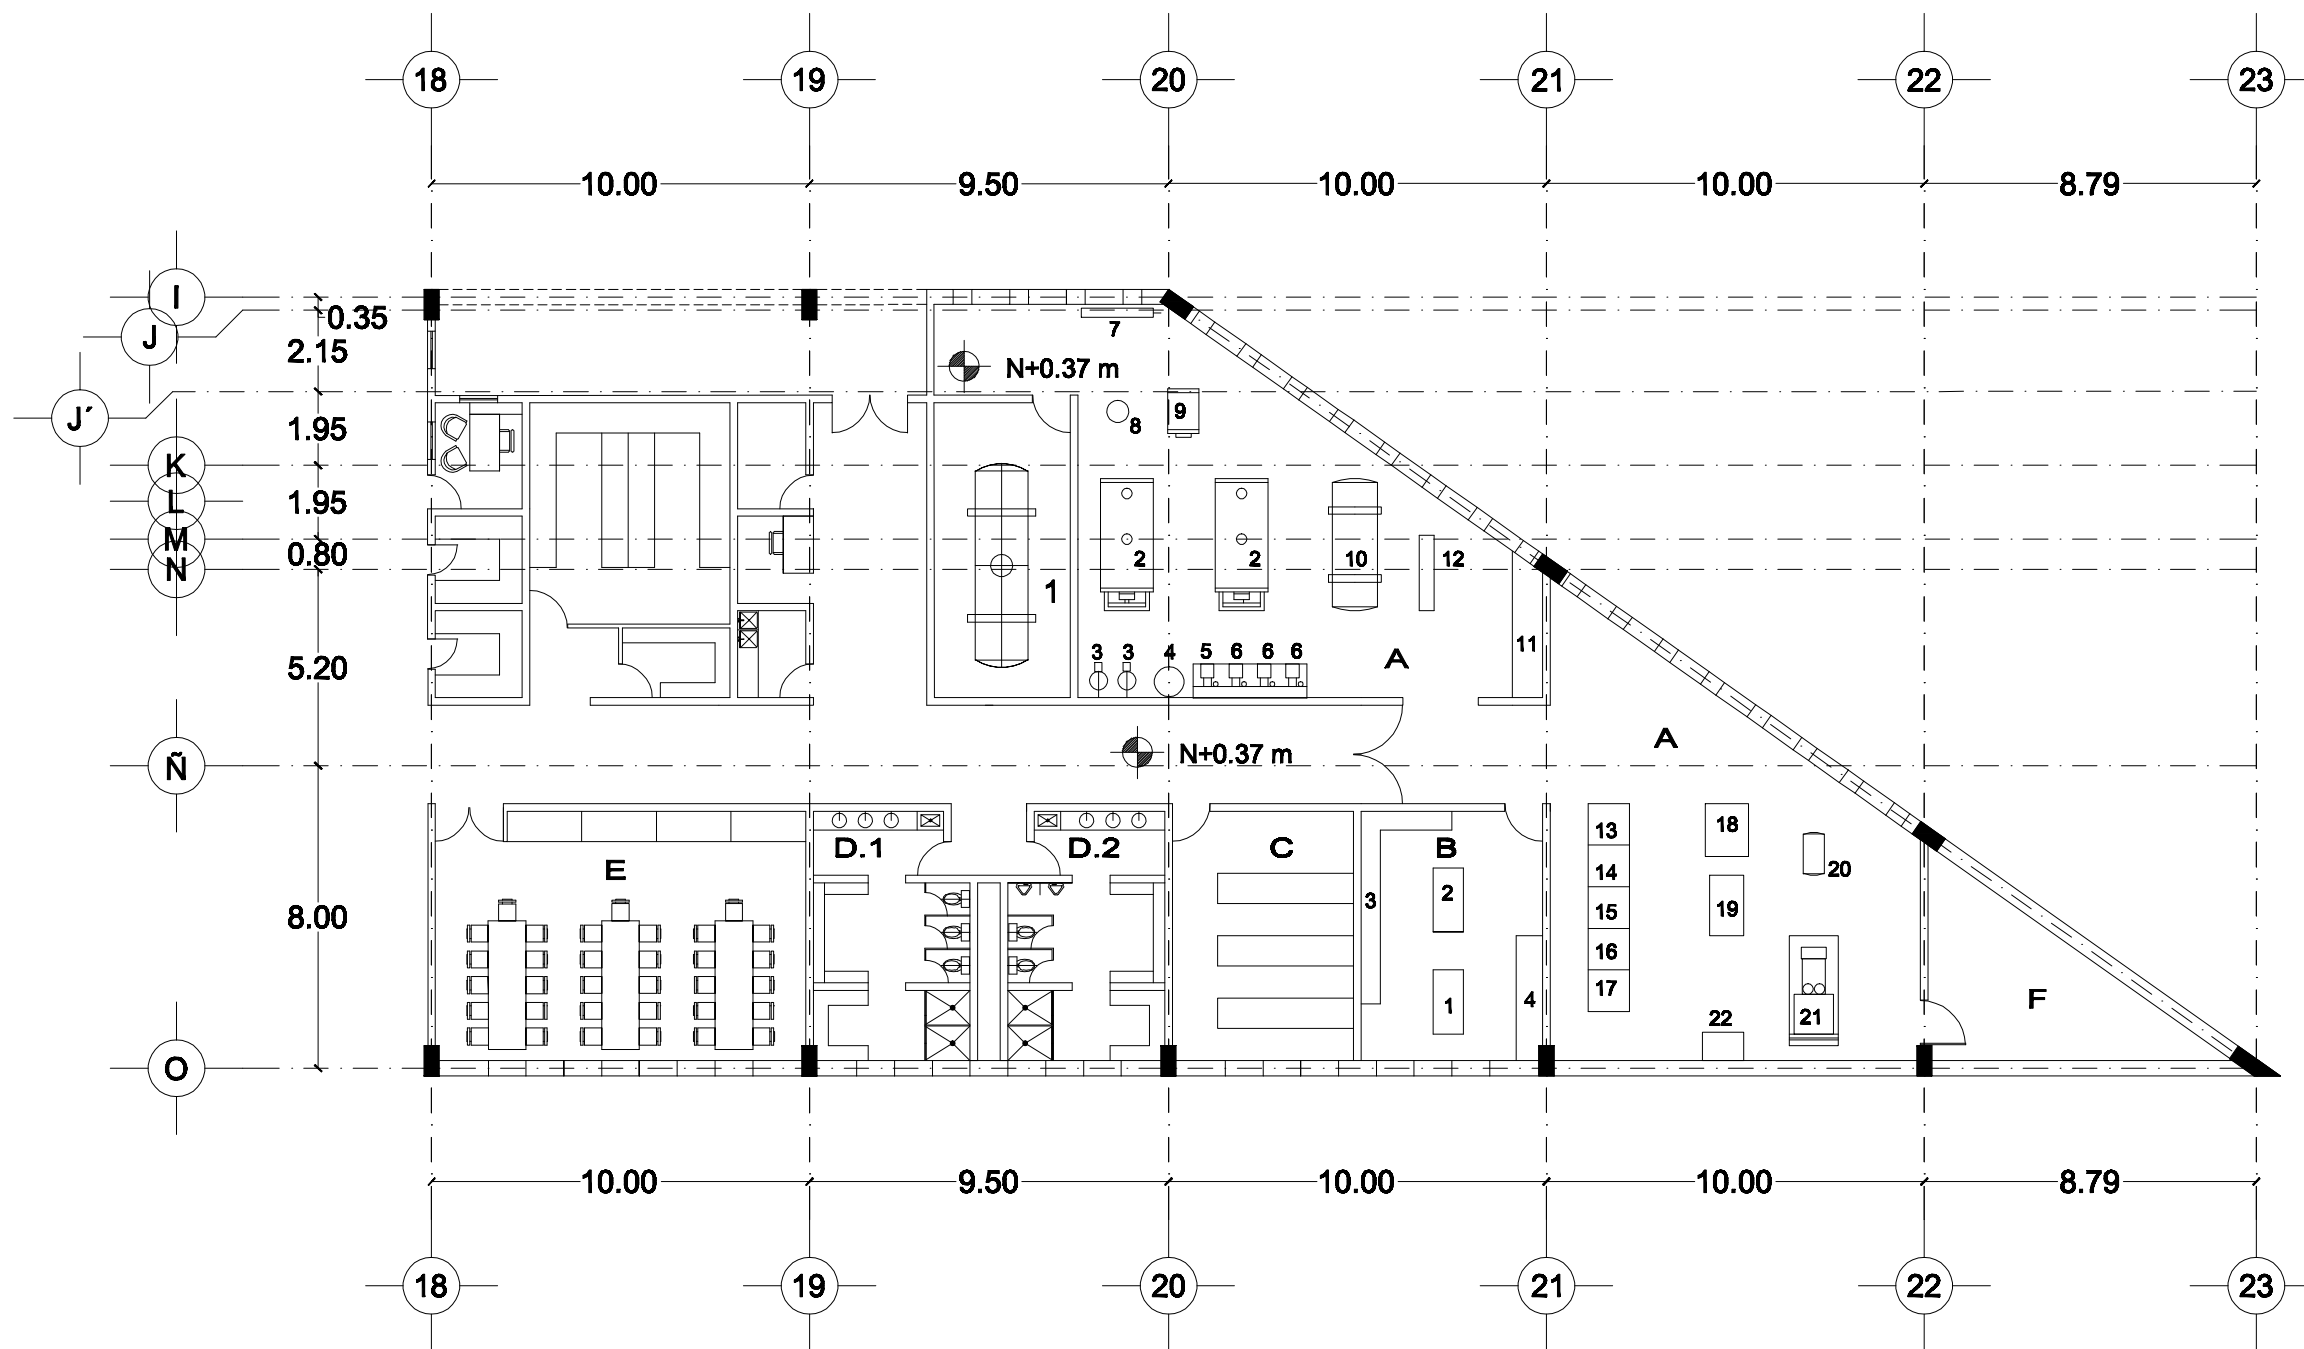 18 19 20 21 22 23
10.00 9.50 10.00 10.00 8.79
I
0.35
J
7
2.15
N+0.37 m
J´
9
8
1.95
K
L
1.95
M
0.80
N
2 2 10 12
1
11
3 3 4 5 6 6 6
A
5.20
A
N+0.37 m
Ñ
13 18
D.1 D.2 C B
E
14 20
2
3
15 19
8.00
16
17
4
1
F
22 21
O
10.00 9.50 10.00 10.00 8.79
18 19 20 21 22 23